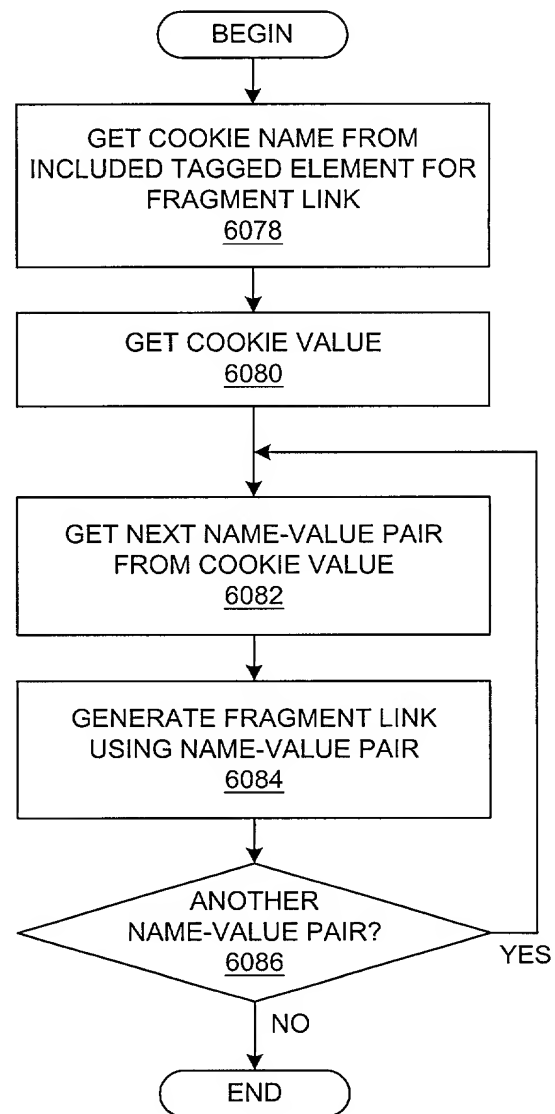 BEGIN
GET COOKIE NAME FROM
INCLUDED TAGGED ELEMENT FOR
FRAGMENT LINK
6078
GET COOKIE VALUE
6080
GET NEXT NAME-VALUE PAIR
FROM COOKIE VALUE
6082
GENERATE FRAGMENT LINK
USING NAME-VALUE PAIR
6084
ANOTHER
NAME-VALUE PAIR?
6086
YES
NO
END